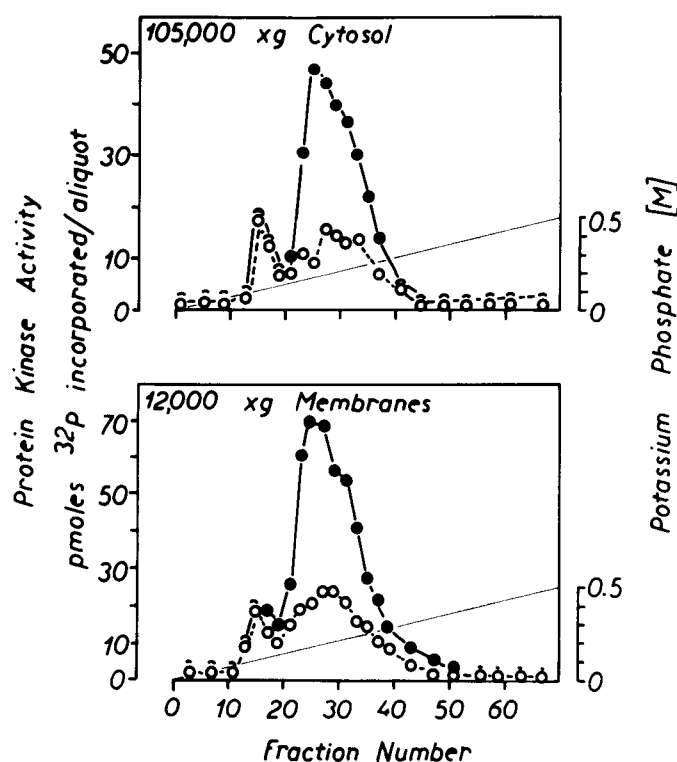 105,000 xg Cytosol
50
30
10
0
0.5
0
12,000 xg Membranes
70
50
30
10
0
0.5
0
0 10 20 30 40 50 60
Fraction Number
Protein Kinase Activity
pmoles 32p incorporated/aliquot
Potassium Phosphate [M]